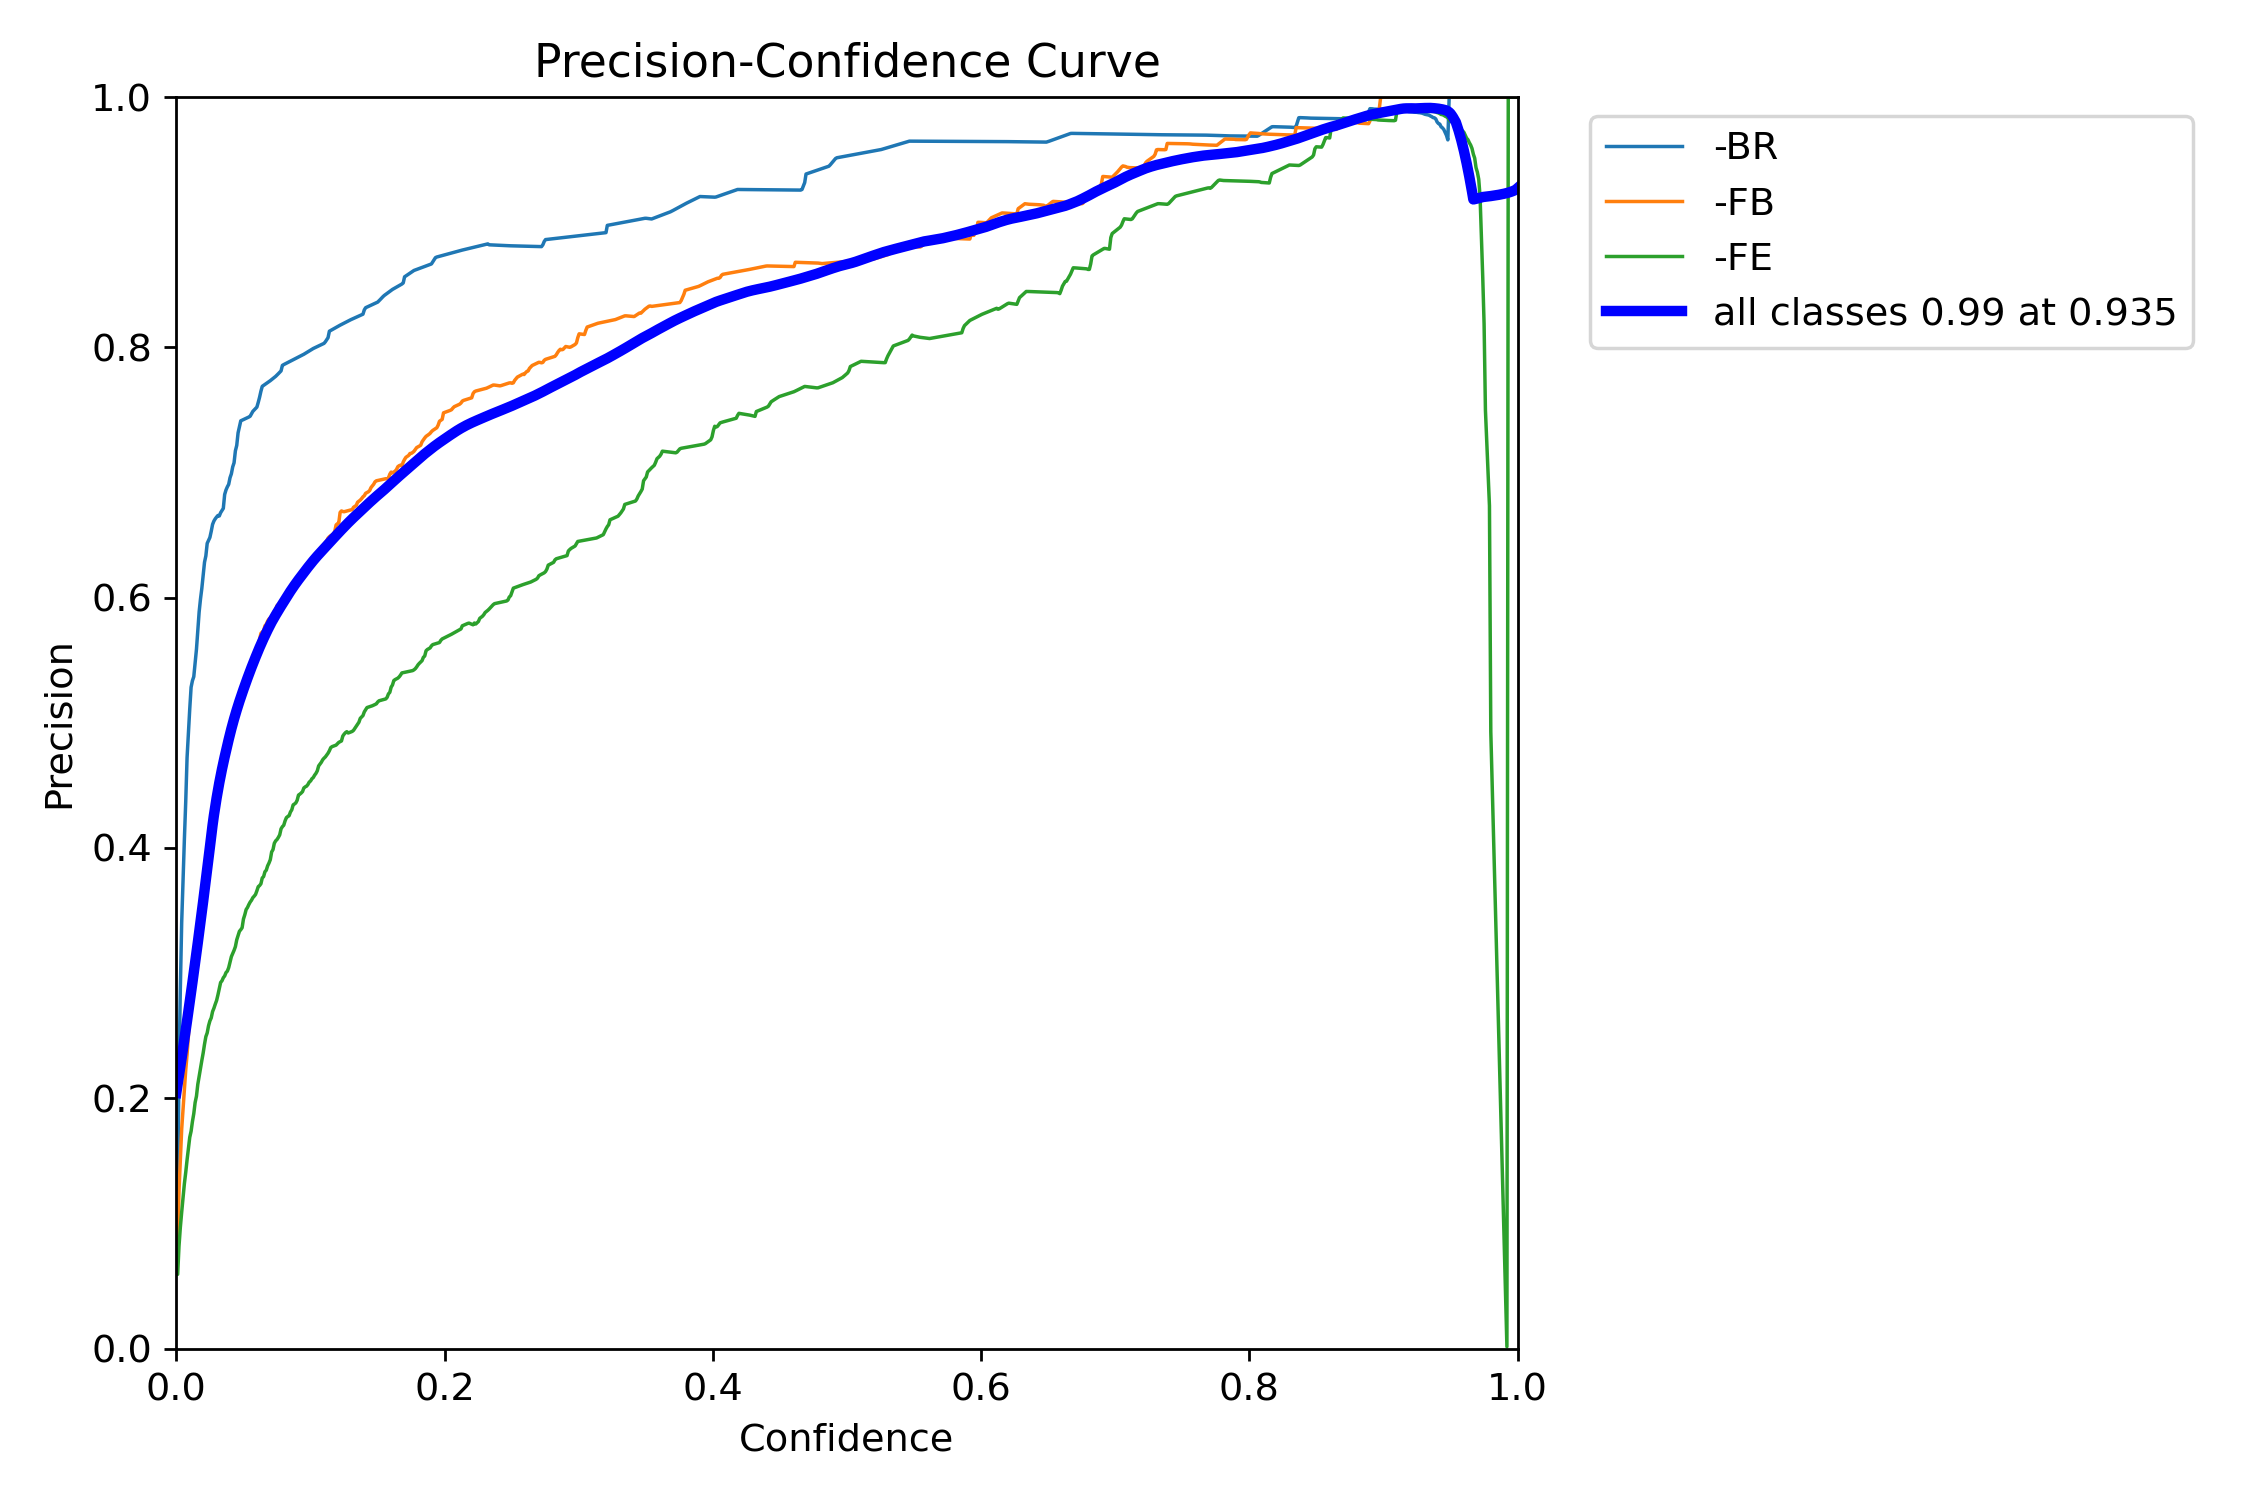 Precision-Confidence Curve
1.0
0.8
0.6
0.4
0.2
0.0
Precision
0.0 0.2 0.4 0.6 0.8 1.0
Confidence
-BR
-FB
-FE
all classes 0.99 at 0.935